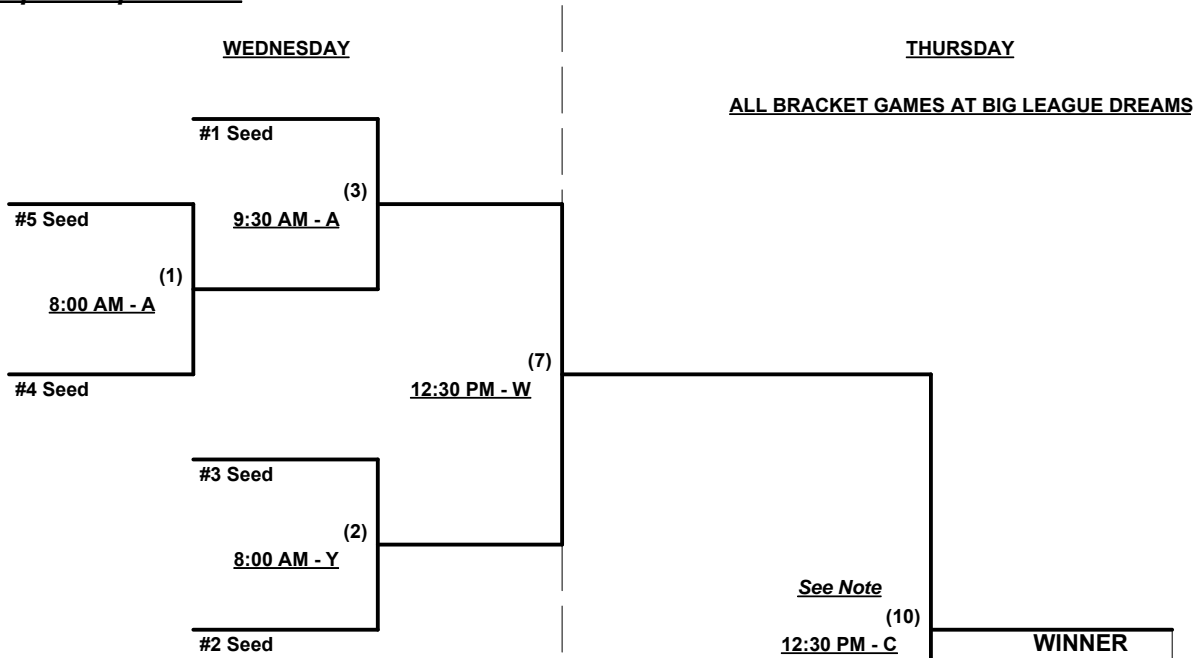 WEDNESDAY
THURSDAY
ALL BRACKET GAMES AT BIG LEAGUE DREAMS
#1 Seed
(3)
#5 Seed
9:30 AM - A
(1)
8:00 AM - A
(7)
#4 Seed
12:30 PM - W
#3 Seed
(2)
8:00 AM - Y
See Note
(10)
#2 Seed
12:30 PM - C
WINNER